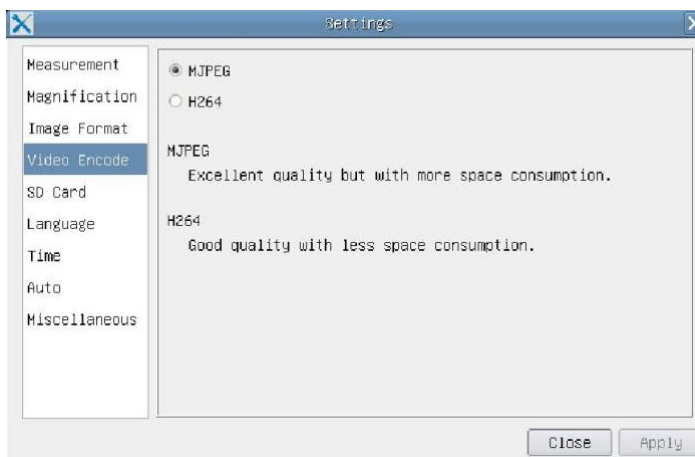 Settings
Measurement
Magnification
Image Format
Video Encode
SD Card
Language
Time
Auto
Miscellaneous
MJPEG
H264
MJPEG
Excellent quality but with more space consumption.
H264
Good quality with less space consumption.
Close
Apply